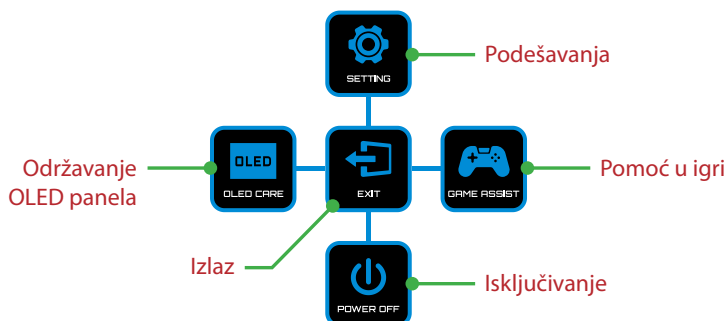 SETTING
Podešavanja
OLED
OLED CARE
Održavanje
OLED panela
EXIT
Izlaz
GAME ASSIST
Pomoć u igri
POWER OFF
Isključivanje